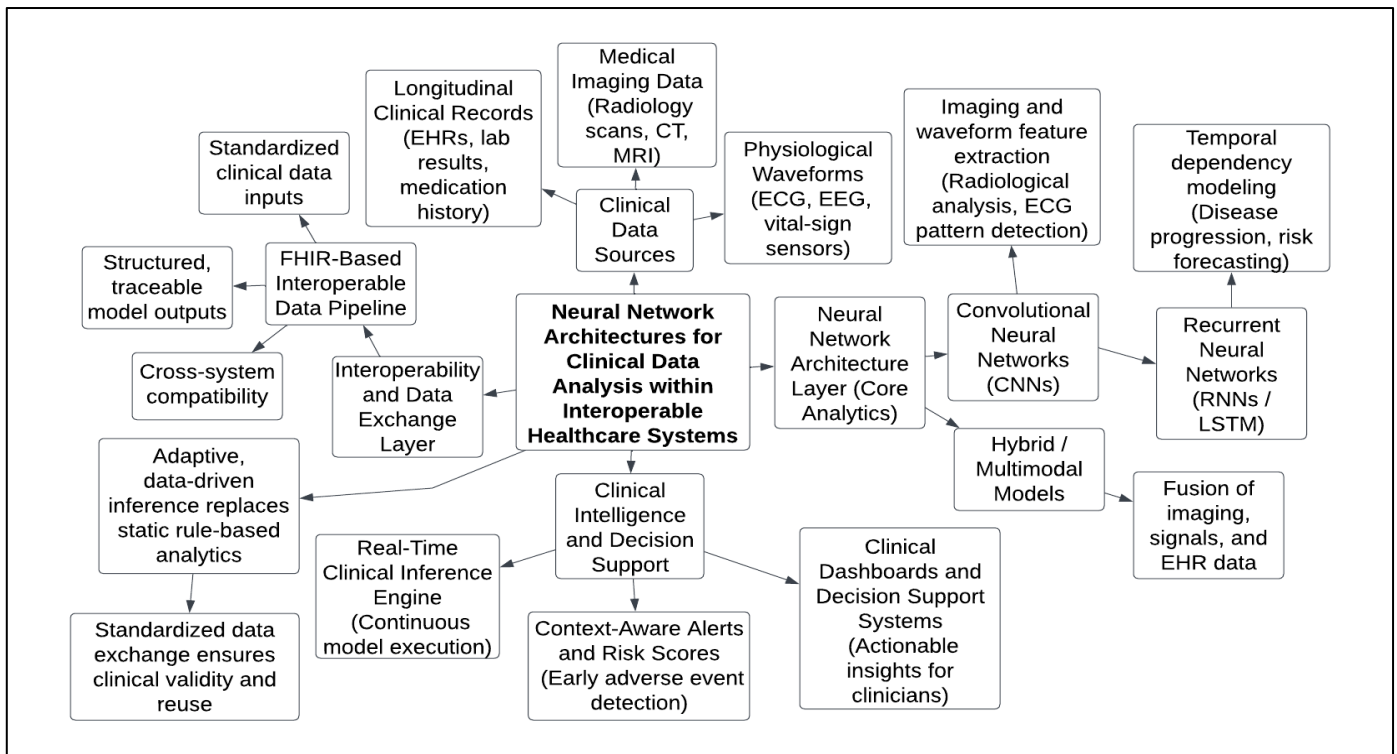 Medical
Imaging Data
(Radiology
scans, CT,
MRI)
Longitudinal
Clinical Records
(EHRs, lab
results,
medication
history)
Imaging and
waveform feature
extraction
(Radiological
analysis, ECG
pattern detection)
Temporal
dependency
modeling
(Disease
progression, risk
forecasting)
Standardized
clinical data
inputs
Physiological
Waveforms
(ECG, EEG,
vital-sign
sensors)
Clinical
Data
Sources
FHIR-Based
Interoperable
Data Pipeline
Structured,
traceable
model outputs
Cross-system
compatibility
Interoperability
and Data
Exchange
Layer
Neural Network
Architectures for
Clinical Data
Analysis within
Interoperable
Healthcare Systems
Neural
Network
Architecture
Layer (Core
Analytics)
Convolutional
Neural
Networks
(CNNs)
Recurrent
Neural
Networks
(RNNs /
LSTM)
Hybrid /
Multimodal
Models
Fusion of
imaging,
signals, and
EHR data
Adaptive,
data-driven
inference replaces
static rule-based
analytics
Standardized data
exchange ensures
clinical validity and
reuse
Clinical
Intelligence
and Decision
Support
Real-Time
Clinical Inference
Engine
(Continuous
model execution)
Context-Aware Alerts
and Risk Scores
(Early adverse event
detection)
Clinical
Dashboards and
Decision Support
Systems
(Actionable
insights for
clinicians)